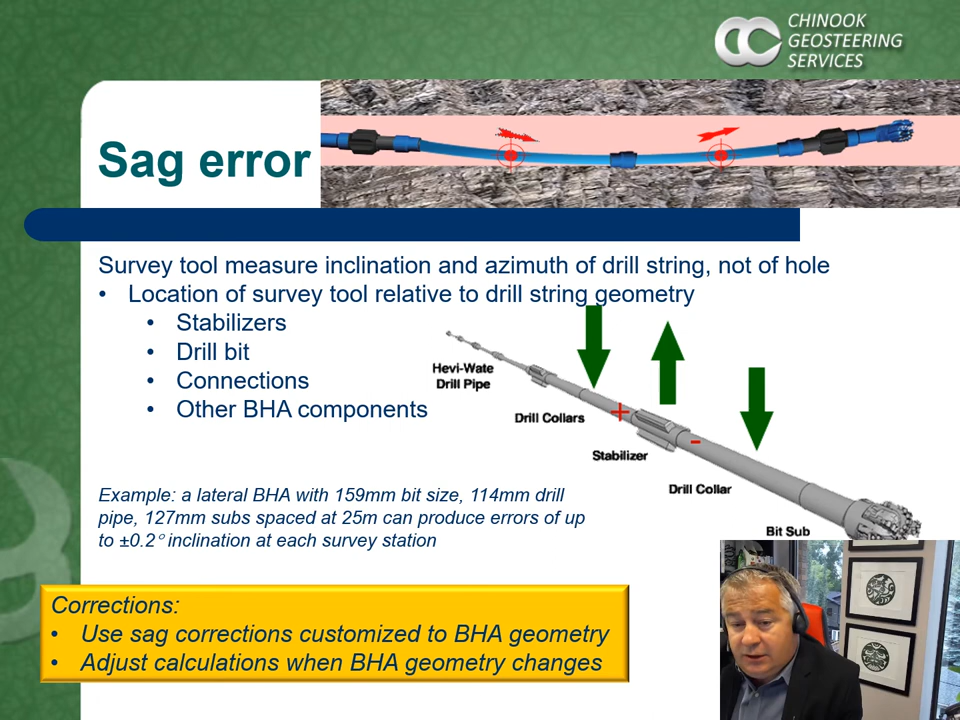 CHINOOK
GEOSTEERING
SERVICES
Sag error
Survey tool measure inclination and azimuth of drill string, not of hole
• Location of survey tool relative to drill string geometry
• Stabilizers
• Drill bit
• Connections
• Other BHA components
Hevi-Wate
Drill Pipe
Drill Collars
+
Stabilizer
-
Drill Collar
Bit Sub
Example: a lateral BHA with 159mm bit size, 114mm drill
pipe, 127mm subs spaced at 25m can produce errors of up
to ±0.2° inclination at each survey station
Corrections:
• Use sag corrections customized to BHA geometry
• Adjust calculations when BHA geometry changes